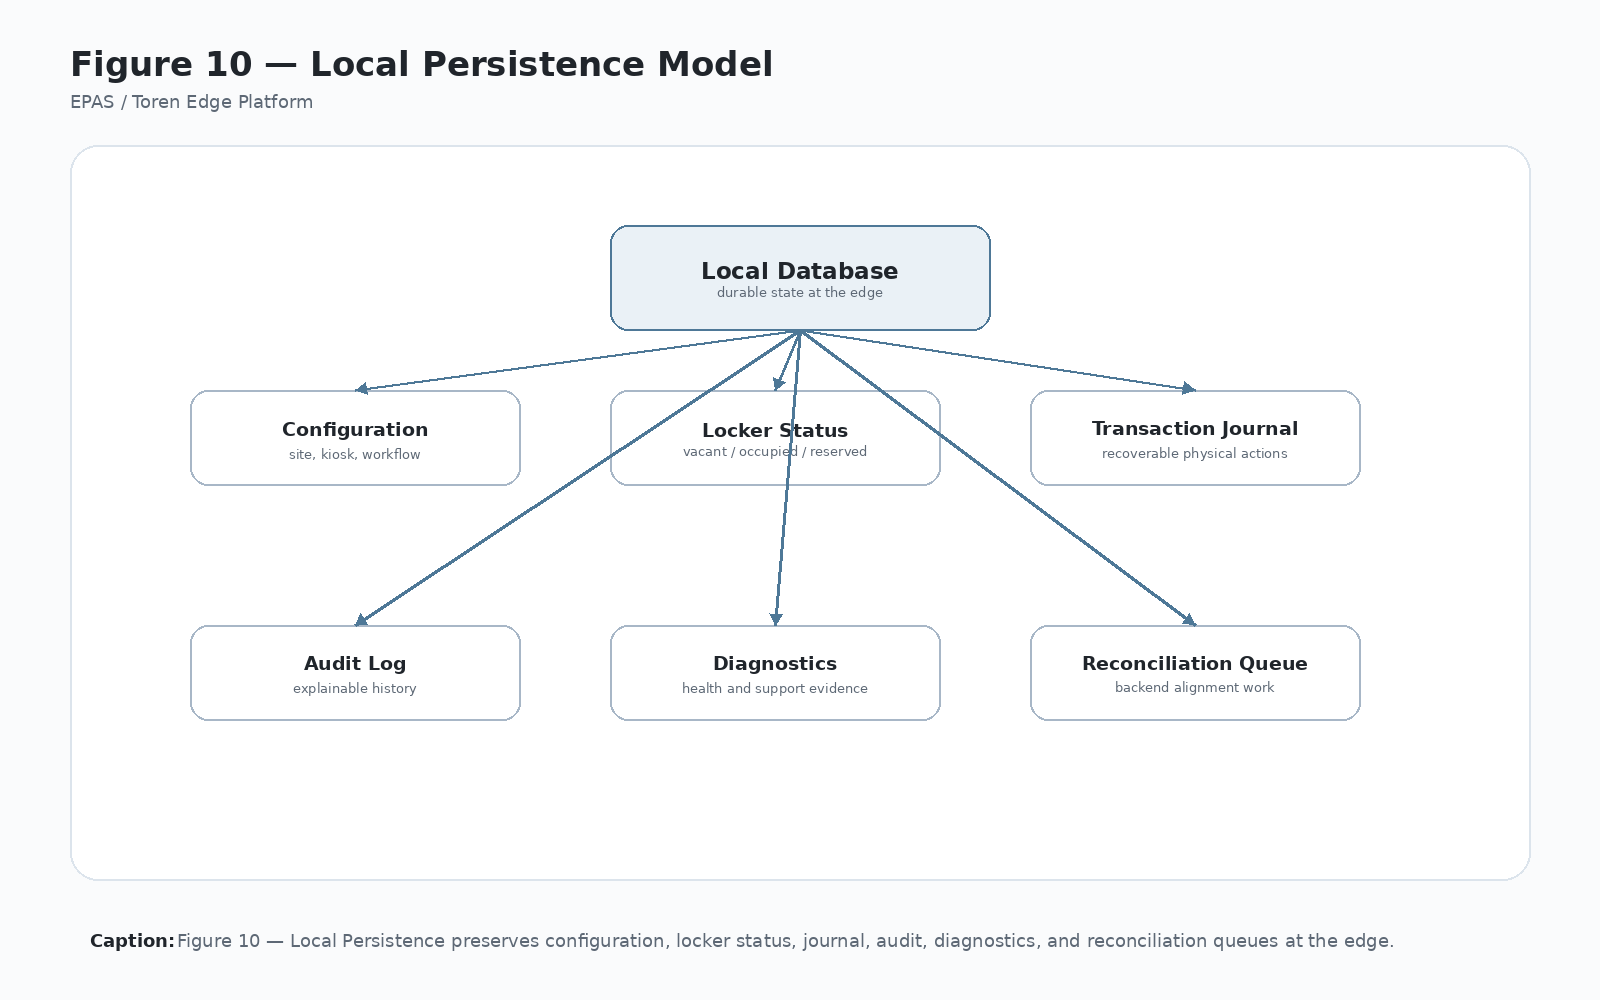 Figure 10 — Local Persistence Model
EPAS / Toren Edge Platform
Local Database
durable state at the edge
Configuration
site, kiosk, workflow
Locker Status
vacant / occupied / reserved
Transaction Journal
recoverable physical actions
Audit Log
explainable history
Diagnostics
health and support evidence
Reconciliation Queue
backend alignment work
Caption: Figure 10 — Local Persistence preserves configuration, locker status, journal, audit, diagnostics, and reconciliation queues at the edge.